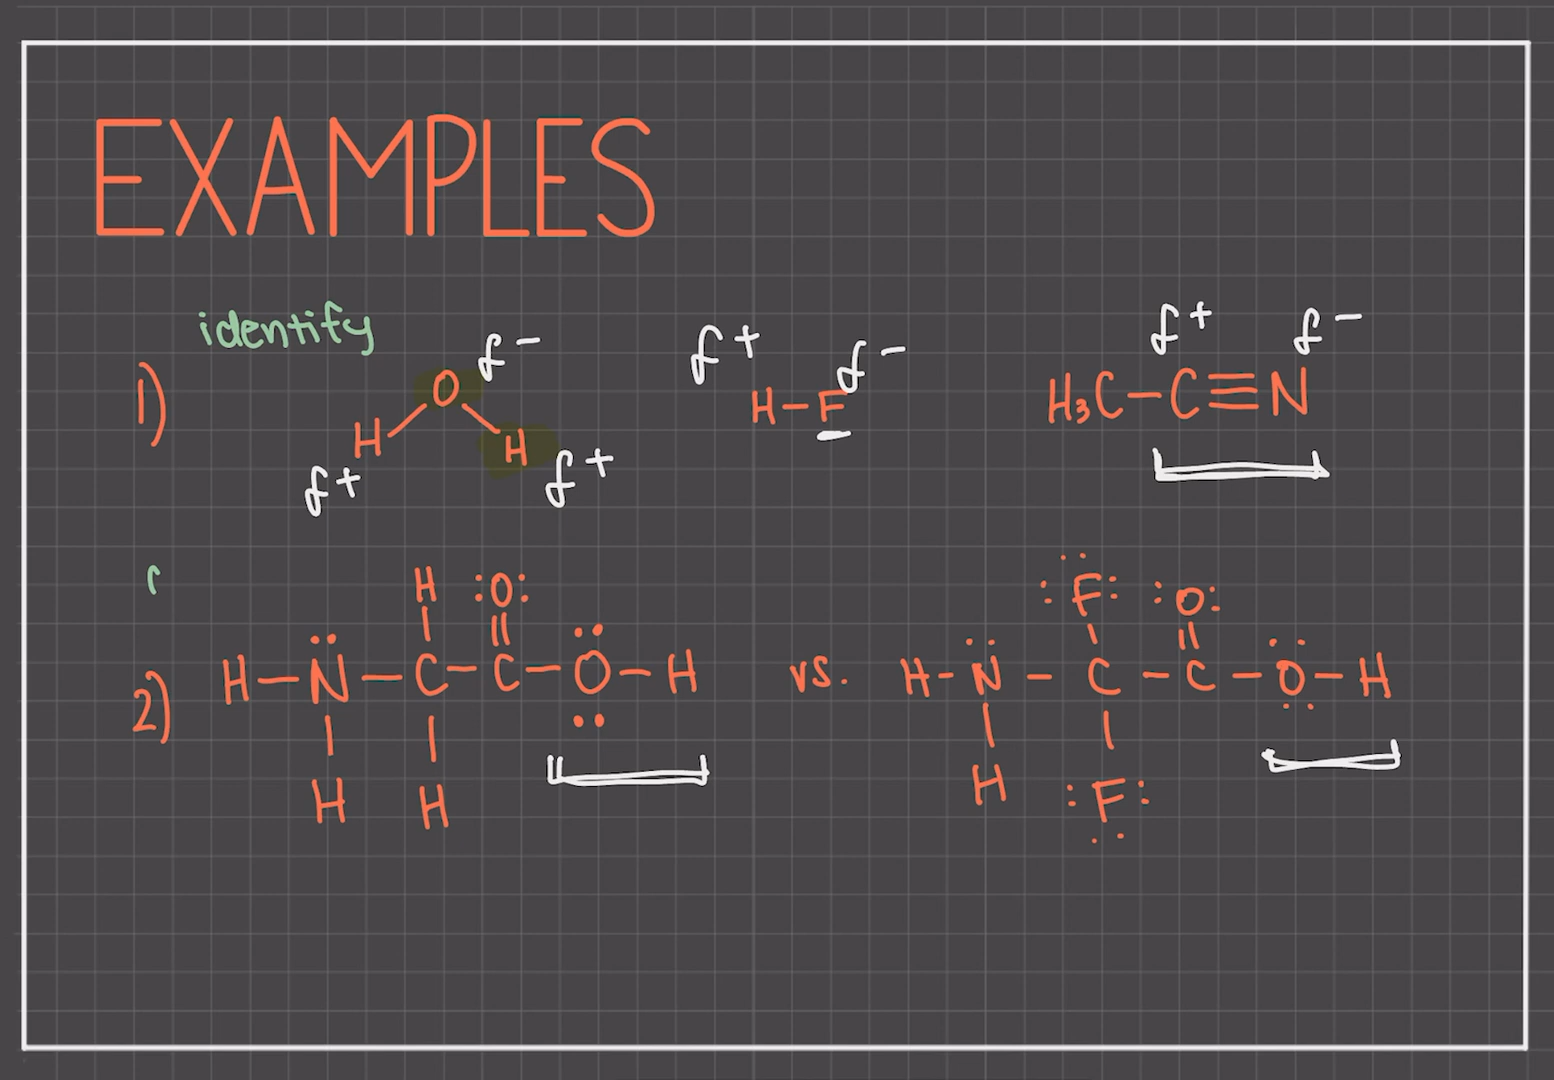 EXAMPLES
identify
1)
δ-
O
H
H
δ+
δ+
δ+
δ-
H-F
δ+
δ-
H₃C-C≡N
2)
H :O:
H-N-C-C-O-H
H H
vs.
:F: :O:
H-N-C-C-O-H
H :F: